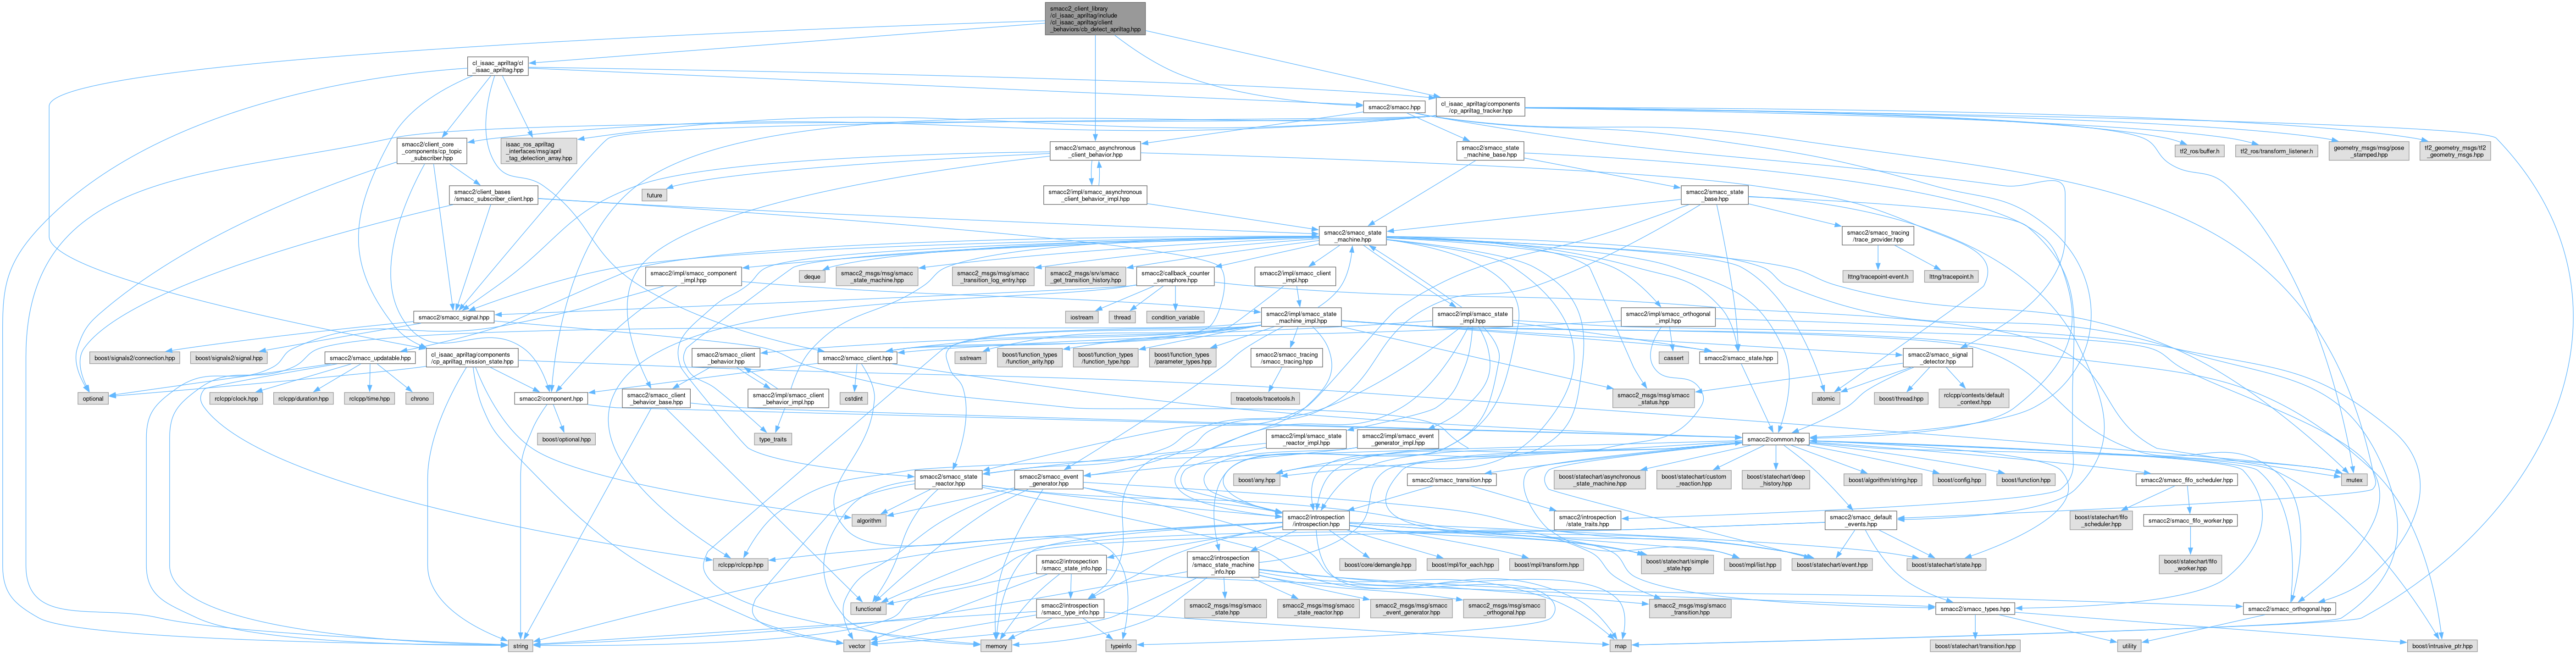 smacc2_client_library
/cl_isaac_apriltag/include
/cl_isaac_apriltag/client
_behaviors/cb_detect_apriltag.hpp
cl_isaac_apriltag/cl
_isaac_apriltag.hpp
smacc2/smacc.hpp
cl_isaac_apriltag/components
/cp_apriltag_tracker.hpp
smacc2/client_core
_components/cp_topic
_subscriber.hpp
isaac_ros_apriltag
_interfaces/msg/april
_tag_detection_array.hpp
smacc2/smacc_asynchronous
_client_behavior.hpp
smacc2/smacc_state
_machine_base.hpp
tf2_ros/buffer.h
tf2_ros/transform_listener.h
geometry_msgs/msg/pose
_stamped.hpp
tf2_geometry_msgs/tf2
_geometry_msgs.hpp
smacc2/client_bases
/smacc_subscriber_client.hpp
future
smacc2/impl/smacc_asynchronous
_client_behavior_impl.hpp
smacc2/smacc_state
_base.hpp
smacc2/smacc_state
_machine.hpp
smacc2/smacc_tracing
/trace_provider.hpp
smacc2/impl/smacc_component
_impl.hpp
deque
smacc2_msgs/msg/smacc
_state_machine.hpp
smacc2_msgs/msg/smacc
_transition_log_entry.hpp
smacc2_msgs/srv/smacc
_get_transition_history.hpp
smacc2/callback_counter
_semaphore.hpp
smacc2/impl/smacc_client
_impl.hpp
lttng/tracepoint-event.h
lttng/tracepoint.h
smacc2/smacc_signal.hpp
iostream
thread
condition_variable
smacc2/impl/smacc_state
_machine_impl.hpp
smacc2/impl/smacc_state
_impl.hpp
smacc2/impl/smacc_orthogonal
_impl.hpp
boost/signals2/connection.hpp
boost/signals2/signal.hpp
smacc2/smacc_updatable.hpp
cl_isaac_apriltag/components
/cp_apriltag_mission_state.hpp
smacc2/smacc_client
_behavior.hpp
smacc2/smacc_client.hpp
sstream
boost/function_types
/function_arity.hpp
boost/function_types
/function_type.hpp
boost/function_types
/parameter_types.hpp
smacc2/smacc_tracing
/smacc_tracing.hpp
cassert
smacc2/smacc_state.hpp
smacc2/smacc_signal
_detector.hpp
optional
rclcpp/clock.hpp
rclcpp/duration.hpp
rclcpp/time.hpp
chrono
smacc2/component.hpp
smacc2/smacc_client
_behavior_base.hpp
smacc2/impl/smacc_client
_behavior_impl.hpp
cstdint
tracetools/tracetools.h
smacc2_msgs/msg/smacc
_status.hpp
atomic
boost/thread.hpp
rclcpp/contexts/default
_context.hpp
boost/optional.hpp
type_traits
smacc2/impl/smacc_state
_reactor_impl.hpp
smacc2/impl/smacc_event
_generator_impl.hpp
smacc2/common.hpp
smacc2/smacc_state
_reactor.hpp
smacc2/smacc_event
_generator.hpp
boost/any.hpp
smacc2/smacc_transition.hpp
boost/statechart/asynchronous
_state_machine.hpp
boost/statechart/custom
_reaction.hpp
boost/statechart/deep
_history.hpp
boost/algorithm/string.hpp
boost/config.hpp
boost/function.hpp
smacc2/smacc_fifo_scheduler.hpp
mutex
algorithm
smacc2/introspection
/introspection.hpp
smacc2/introspection
/state_traits.hpp
smacc2/smacc_default
_events.hpp
boost/statechart/fifo
_scheduler.hpp
smacc2/smacc_fifo_worker.hpp
rclcpp/rclcpp.hpp
smacc2/introspection
/smacc_state_info.hpp
smacc2/introspection
/smacc_state_machine
_info.hpp
boost/core/demangle.hpp
boost/mpl/for_each.hpp
boost/mpl/transform.hpp
boost/statechart/simple
_state.hpp
boost/mpl/list.hpp
boost/statechart/event.hpp
boost/statechart/state.hpp
boost/statechart/fifo
_worker.hpp
functional
smacc2/introspection
/smacc_type_info.hpp
smacc2_msgs/msg/smacc
_state.hpp
smacc2_msgs/msg/smacc
_state_reactor.hpp
smacc2_msgs/msg/smacc
_event_generator.hpp
smacc2_msgs/msg/smacc
_orthogonal.hpp
smacc2_msgs/msg/smacc
_transition.hpp
smacc2/smacc_types.hpp
smacc2/smacc_orthogonal.hpp
string
vector
memory
typeinfo
map
boost/statechart/transition.hpp
utility
boost/intrusive_ptr.hpp